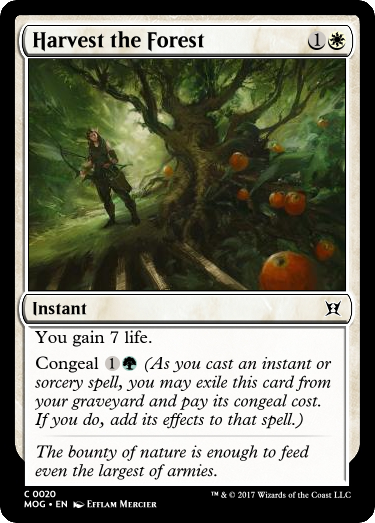 Harvest the Forest 1
Instant
You gain 7 life.
Congeal 1 (As you cast an instant or
sorcery spell, you may exile this card from
your graveyard and pay its congeal cost.
If you do, add its effects to that spell.)
The bounty of nature is enough to feed
even the largest of armies.
C 0020
MOG • EN Efflam Mercier
™ & © 2017 Wizards of the Coast LLC